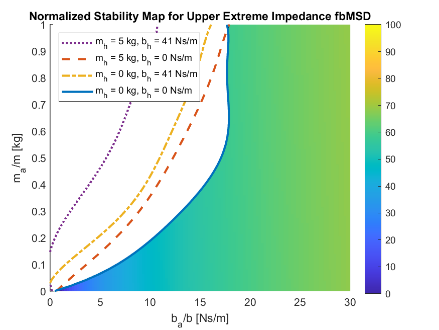 Normalized Stability Map for Upper Extreme Impedance fbMSD
m_h = 5 kg, b_h = 41 Ns/m
m_h = 5 kg, b_h = 0 Ns/m
m_h = 0 kg, b_h = 41 Ns/m
m_h = 0 kg, b_h = 0 Ns/m
1
0.9
0.8
0.7
0.6
0.5
0.4
0.3
0.2
0.1
0
m_a/m [kg]
0 5 10 15 20 25 30
b_a/b [Ns/m]
100
90
80
70
60
50
40
30
20
10
0